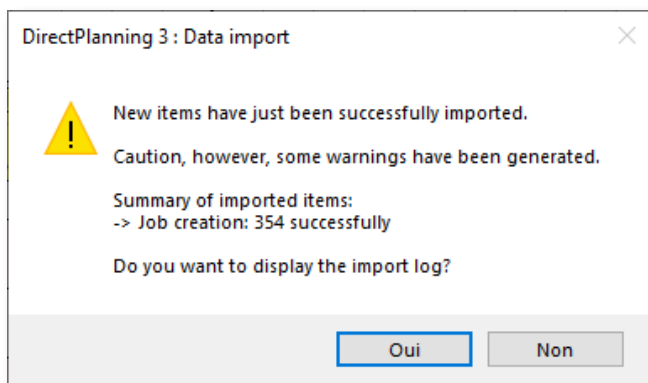 DirectPlanning 3 : Data import
New items have just been successfully imported.
Caution, however, some warnings have been generated.
Summary of imported items:
-> Job creation: 354 successfully
Do you want to display the import log?
Oui
Non